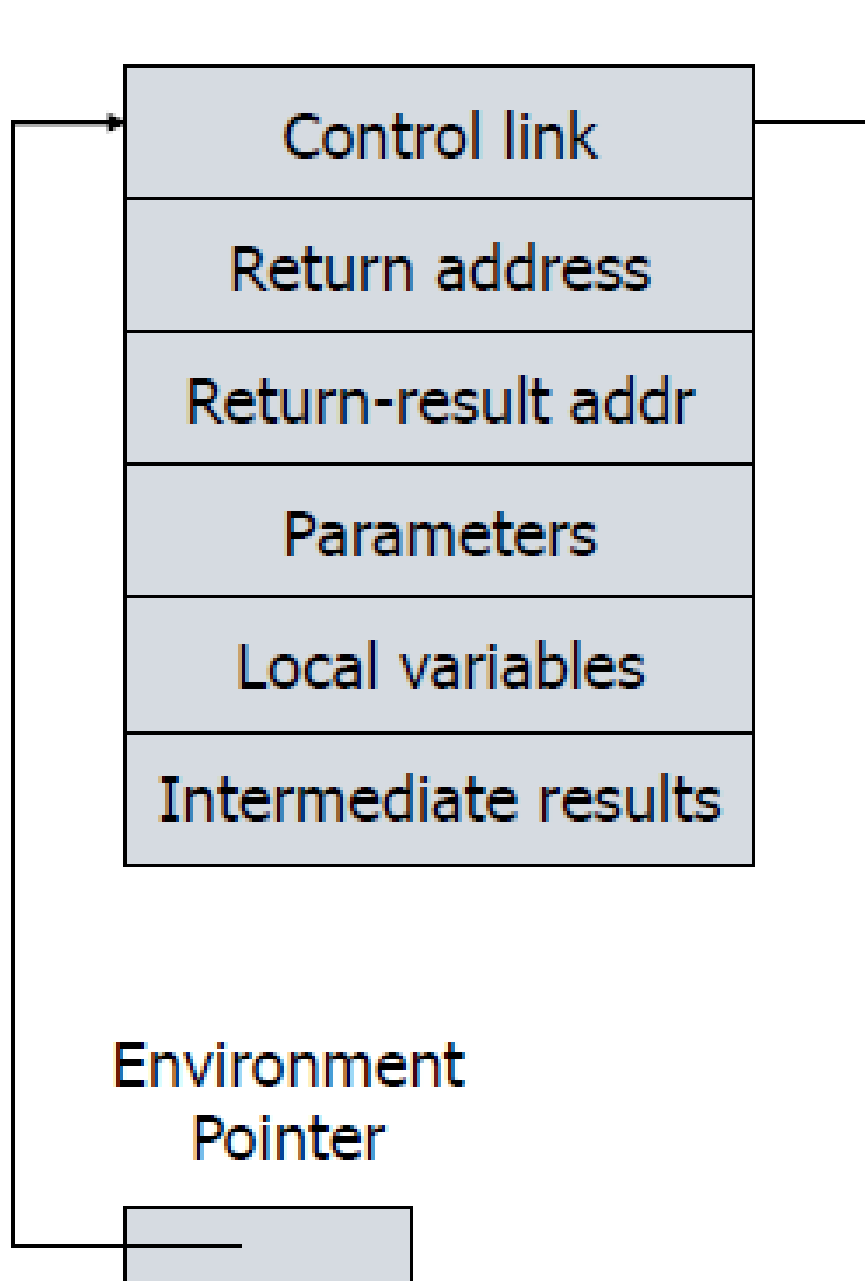 Control link
Return address
Return-result addr
Parameters
Local variables
Intermediate results
Environment
Pointer